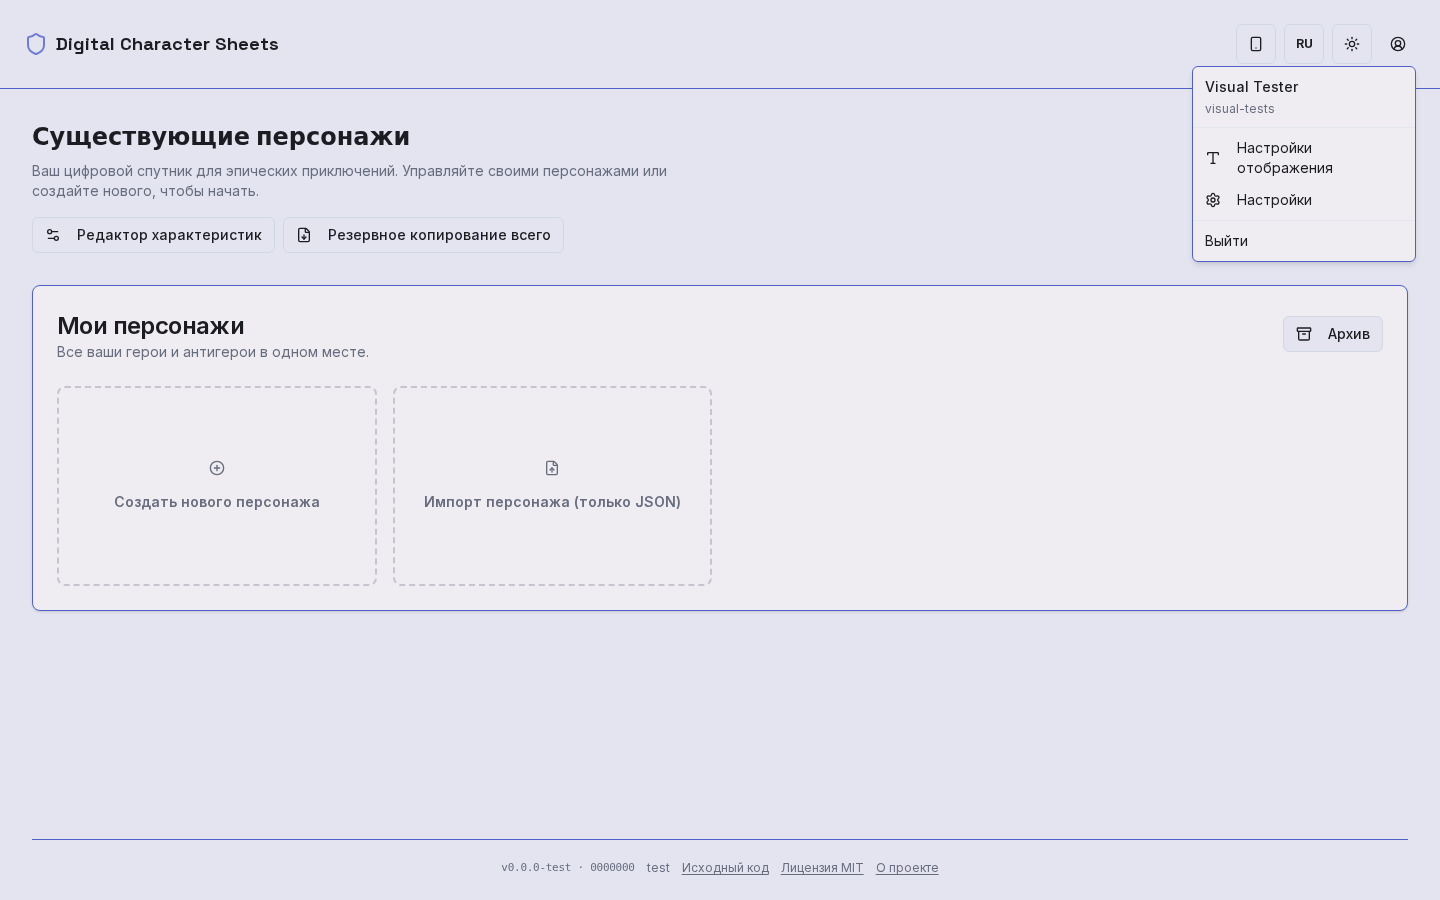 Digital Character Sheets
RU
Visual Tester
visual-tests
Настройки
отображения
Настройки
Выйти
Существующие персонажи
Ваш цифровой спутник для эпических приключений. Управляйте своими персонажами или
создайте нового, чтобы начать.
Редактор характеристик
Резервное копирование всего
Мои персонажи
Все ваши герои и антигерои в одном месте.
Архив
Создать нового персонажа
Импорт персонажа (только JSON)
v0.0.0-test · 0000000 test Исходный код Лицензия MIT О проекте